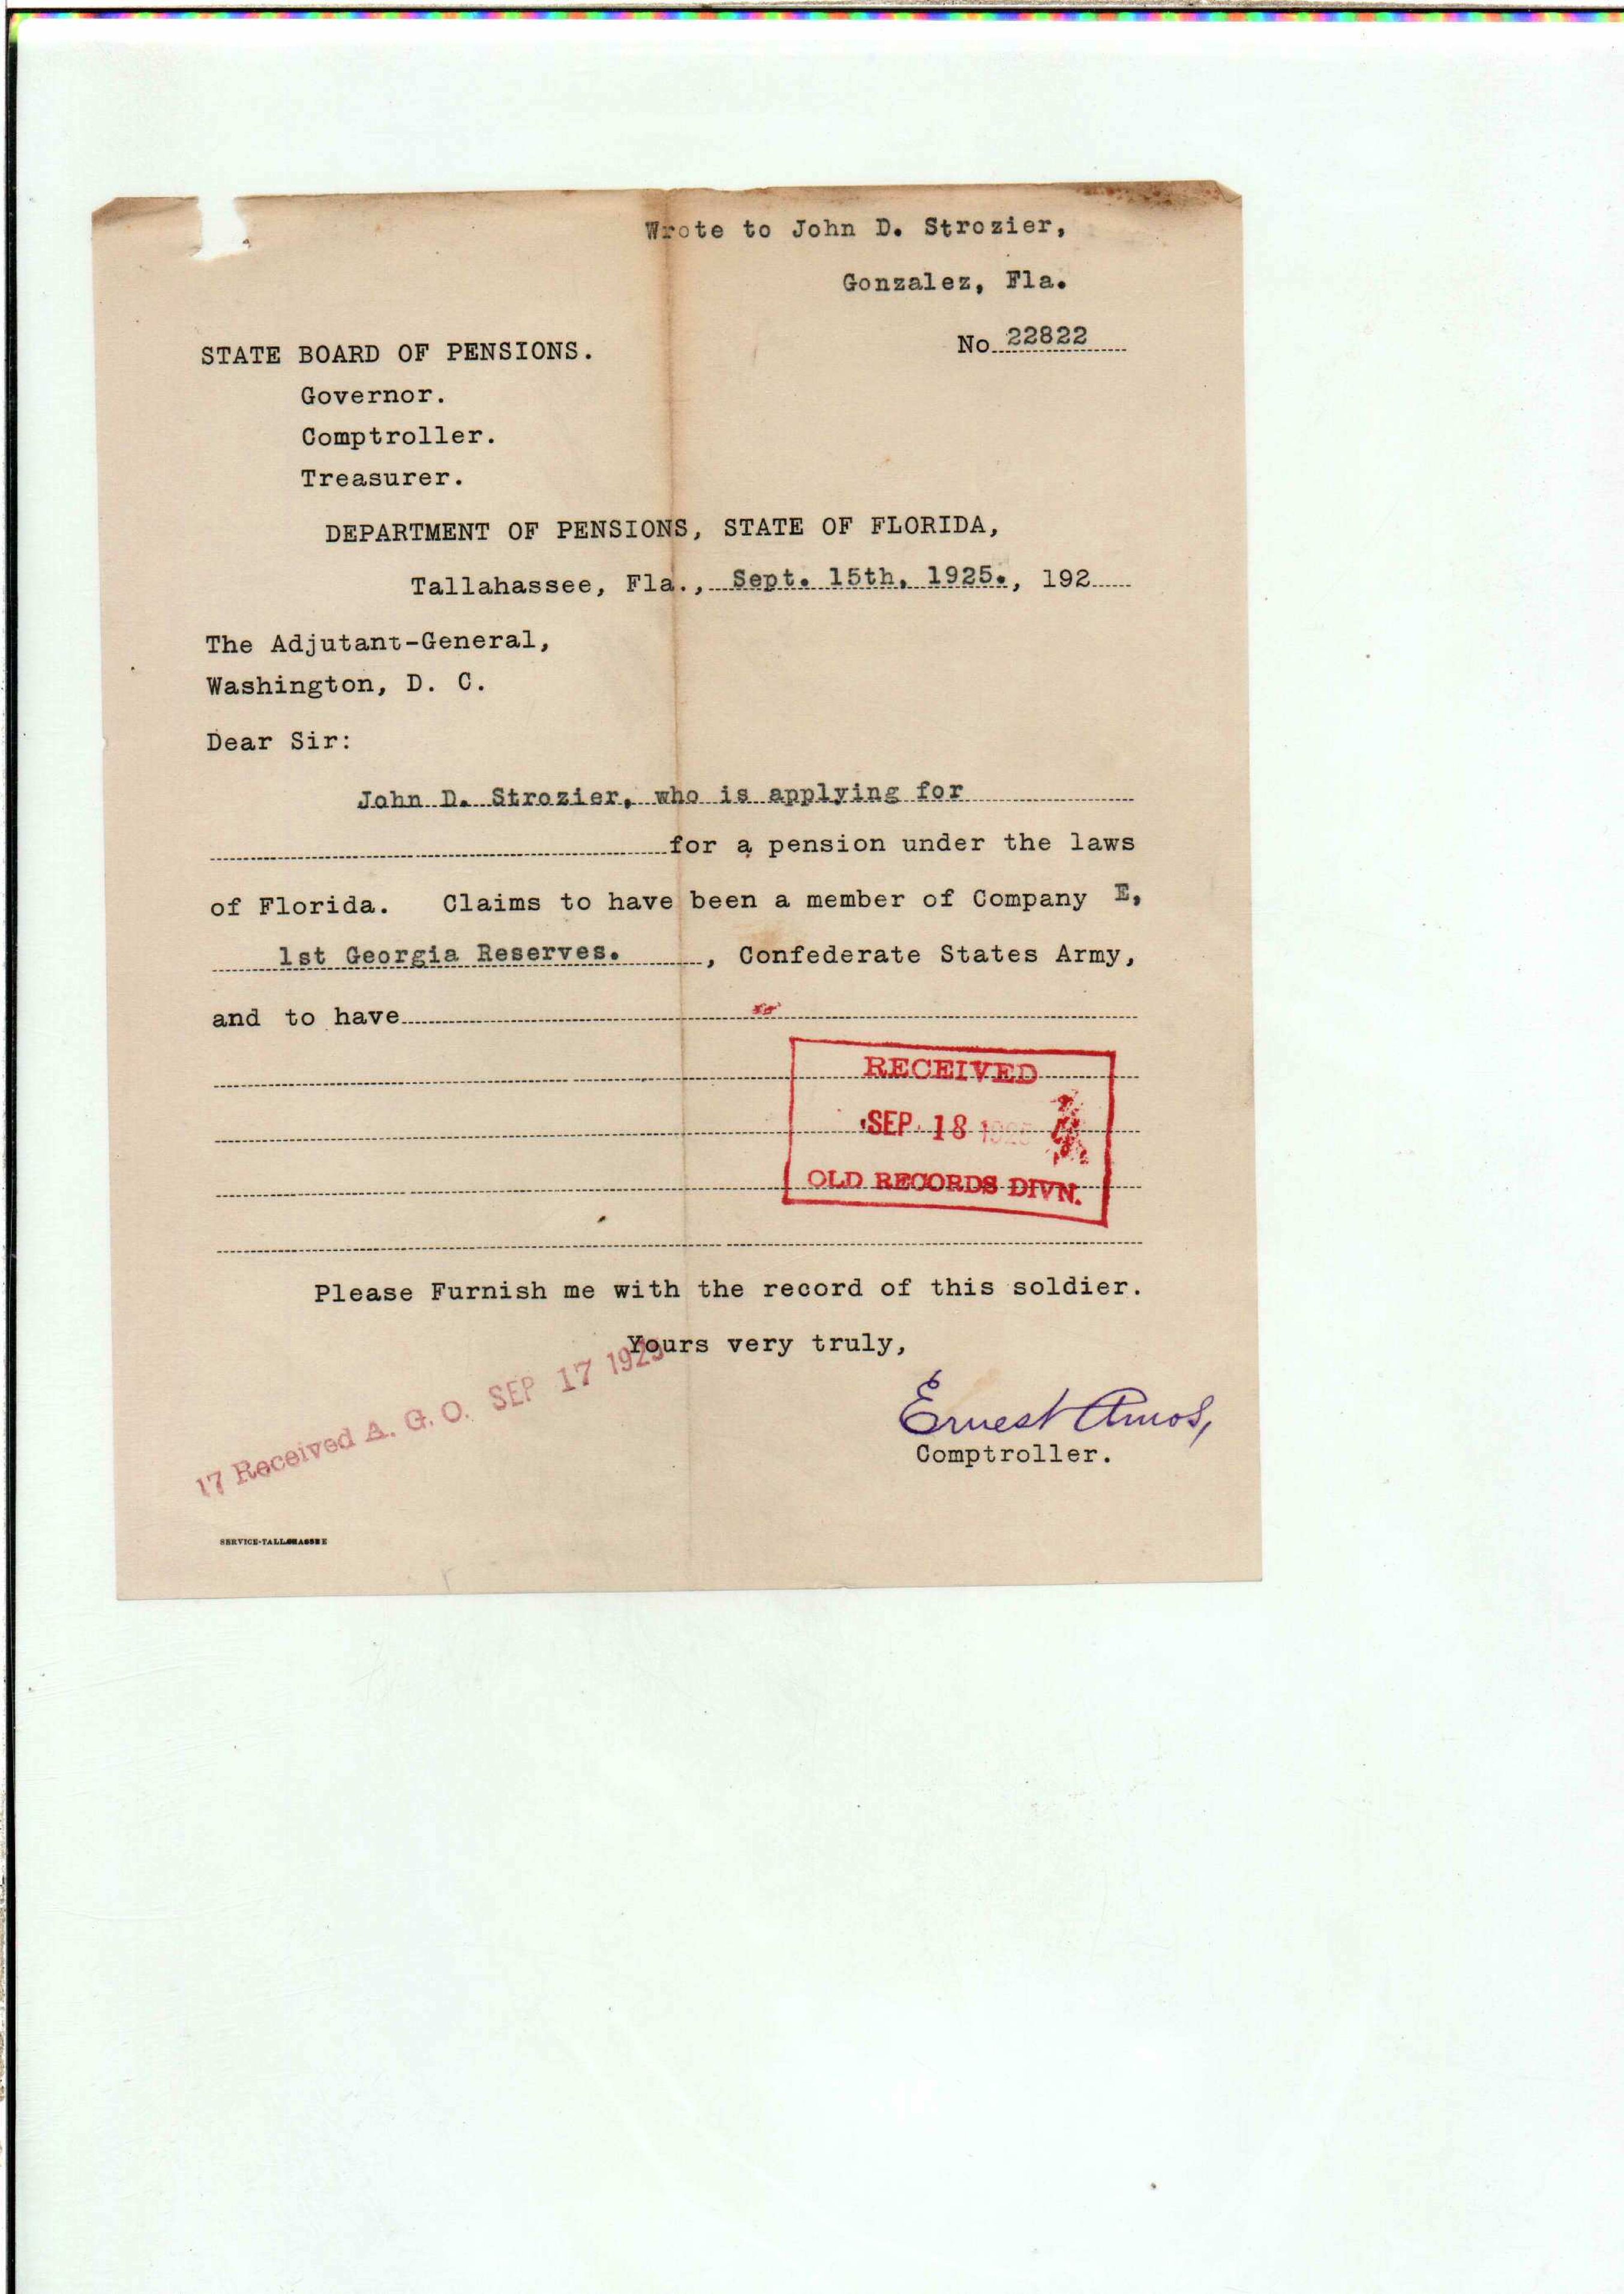 Wrote to John D. Strozier,
Gonzalez, Fla.
No 22822
STATE BOARD OF PENSIONS.
Governor.
Comptroller.
Treasurer.
DEPARTMENT OF PENSIONS, STATE OF FLORIDA,
Tallahassee, Fla., Sept. 15th, 1925., 192
The Adjutant-General,
Washington, D. C.
Dear Sir:
John D. Strozier, who is applying for
for a pension under the laws
of Florida. Claims to have been a member of Company E,
1st Georgia Reserves. , Confederate States Army,
and to have
RECEIVED
SEP 18 1925
OLD RECORDS DIVN.
Please Furnish me with the record of this soldier.
Yours very truly,
17 Received A. G. O. SEP 17 1925
Ernest Amos,
Comptroller.
SERVICE-TALLAHASSEE